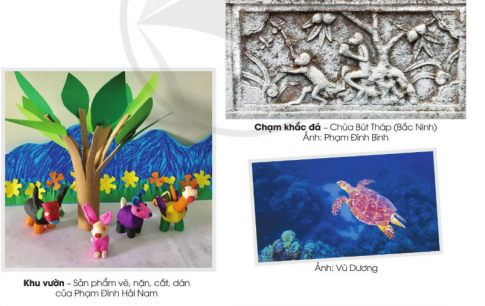 Chạm khắc đá – Chùa Bút Tháp (Bắc Ninh)
Ảnh: Phạm Đình Bình
Ảnh: Vũ Dương
Khu vườn – Sản phẩm vẽ, nặn, cắt, dán
của Phạm Đình Hải Nam